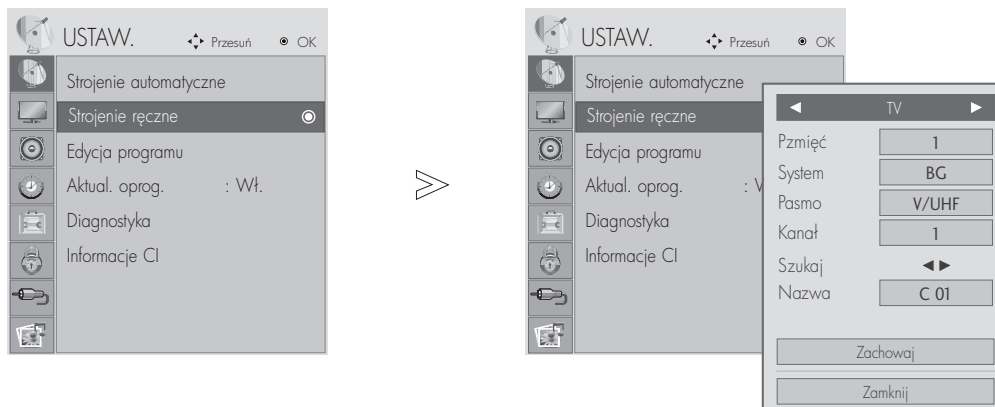 USTAW.
Przesuń
OK
Strojenie automatyczne
Strojenie ręczne
Edycja programu
Aktual. oprog. : Wł.
Diagnostyka
Informacje CI
USTAW.
Przesuń
OK
Strojenie automatyczne
Strojenie ręczne
Edycja programu
Aktual. oprog. : W
Diagnostyka
Informacje CI
◄ TV ►
Pzmięć 1
System BG
Pasmo V/UHF
Kanał 1
Szukaj ◄►
Nazwa C 01
Zachowaj
Zamknij